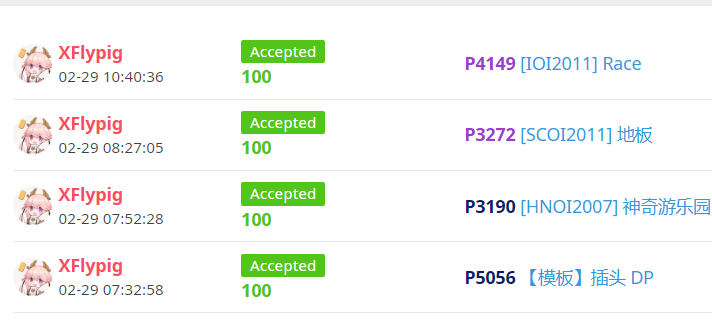 XFlypig Accepted P4149 [IOI2011] Race
02-29 10:40:36 100
XFlypig Accepted P3272 [SCOI2011] 地板
02-29 08:27:05 100
XFlypig Accepted P3190 [HNOI2007] 神奇游乐园
02-29 07:52:28 100
XFlypig Accepted P5056 【模板】插头 DP
02-29 07:32:58 100